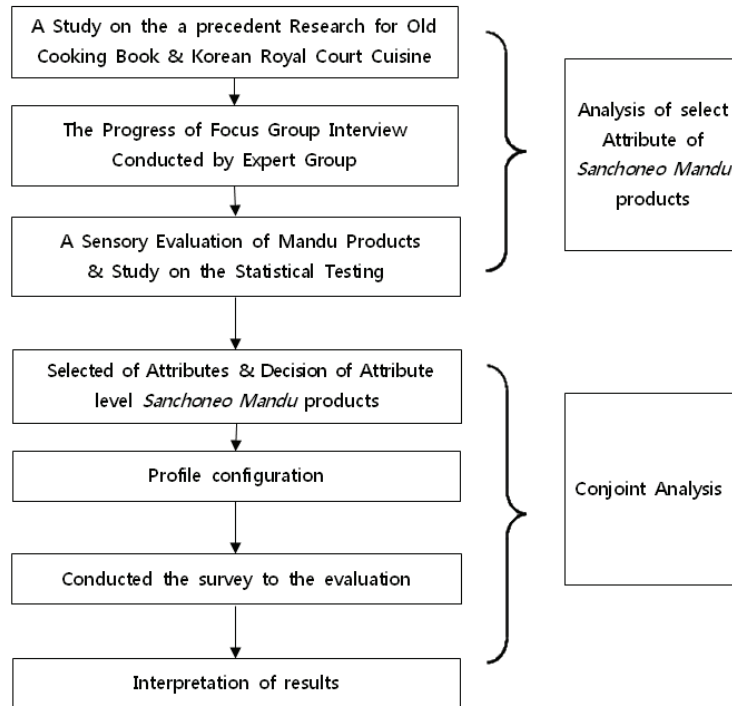 A Study on the a precedent Research for Old
Cooking Book & Korean Royal Court Cuisine
The Progress of Focus Group Interview
Conducted by Expert Group
A Sensory Evaluation of Mandu Products
& Study on the Statistical Testing
Analysis of select
Attribute of
Sanchoneo Mandu
products
Selected of Attributes & Decision of Attribute
level Sanchoneo Mandu products
Profile configuration
Conducted the survey to the evaluation
Interpretation of results
Conjoint Analysis